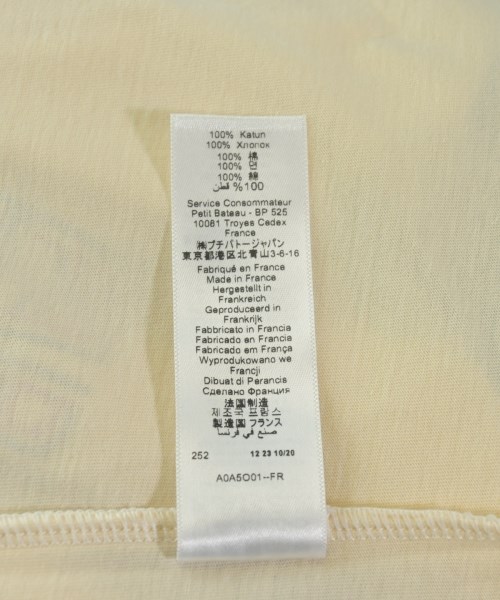 100% Katun
100% Хлопок
100% 棉
100% 면
100% 綿
100% قطن
Service Consommateur
Petit Bateau - BP 525
10081 Troyes Cedex
France
㈱プチバトージャパン
東京都港区北青山3-6-16
Fabriqué en France
Made in France
Hergestellt in
Frankreich
Geproduceerd in
Frankrijk
Fabbricato in Francia
Fabricado en Francia
Fabricado em França
Wyprodukowano we
Francji
Dibuat di Perancis
Сделано Франция
法国制造
제조국 프랑스
製造国 フランス
صنع في فرنسا
252 12 23 10/20
A0A5O01--FR